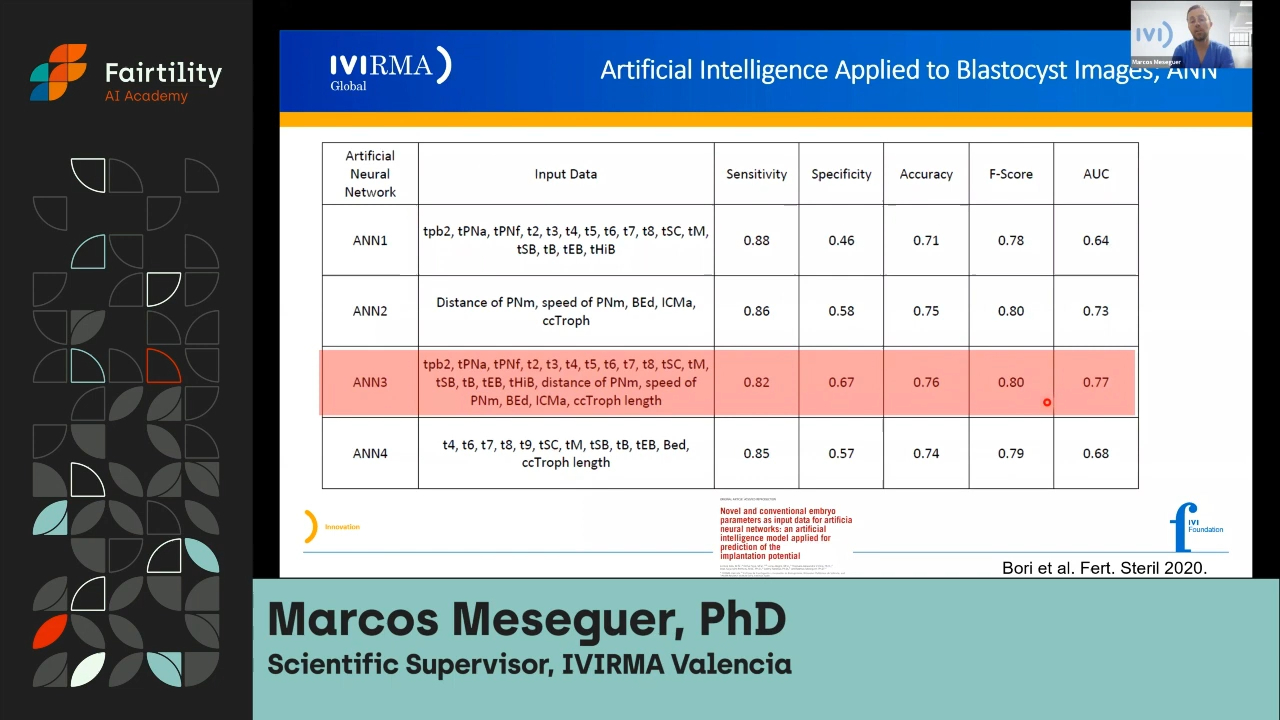 Fairtility
AI Academy
IVIRMA
Global
Artificial Intelligence Applied to Blastocyst Images, ANN
IVI
Marcos Meseguer
Artificial
Neural
Network
Input Data
Sensitivity
Specificity
Accuracy
F-Score
AUC
ANN1
tpb2, tPNa, tPNf, t2, t3, t4, t5, t6, t7, t8, tSC, tM,
tSB, tB, tEB, tHiB
0.88
0.46
0.71
0.78
0.64
ANN2
Distance of PNm, speed of PNm, BEd, ICMa,
ccTroph
0.86
0.58
0.75
0.80
0.73
ANN3
tpb2, tPNa, tPNf, t2, t3, t4, t5, t6, t7, t8, tSC, tM,
tSB, tB, tEB, tHiB, distance of PNm, speed of
PNm, BEd, ICMa, ccTroph length
0.82
0.67
0.76
0.80
0.77
ANN4
t4, t6, t7, t8, t9, tSC, tM, tSB, tB, tEB, Bed,
ccTroph length
0.85
0.57
0.74
0.79
0.68
Innovation
Novel and conventional embryo
parameters as input data for artificia
neural networks: an artificial
intelligence model applied for
prediction of the
implantation potential
IVI
Foundation
Bori et al. Fert. Steril 2020.
Marcos Meseguer, PhD
Scientific Supervisor, IVIRMA Valencia